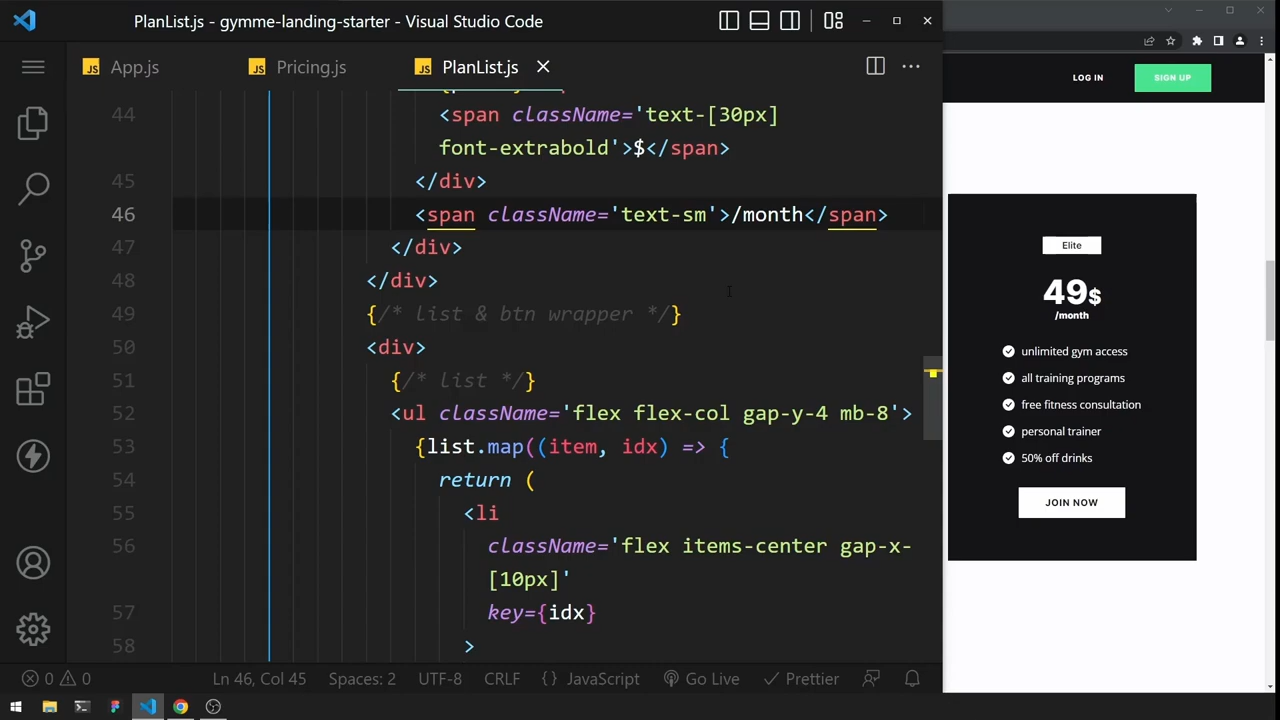 PlanList.js - gymme-landing-starter - Visual Studio Code
JS App.js
JS Pricing.js
JS PlanList.js
44 <span className='text-[30px]
font-extrabold'>$</span>
45 </div>
46 <span className='text-sm'>/month</span>
47 </div>
48 </div>
49 {/* list & btn wrapper */}
50 <div>
51 {/* list */}
52 <ul className='flex flex-col gap-y-4 mb-8'>
53 {list.map((item, idx) => {
54 return (
55 <li
56 className='flex items-center gap-x-
[10px]'
57 key={idx}
58 >
0 0 Ln 46, Col 45 Spaces: 2 UTF-8 CRLF {} JavaScript Go Live Prettier
LOG IN
SIGN UP
Elite
49$
/month
unlimited gym access
all training programs
free fitness consultation
personal trainer
50% off drinks
JOIN NOW